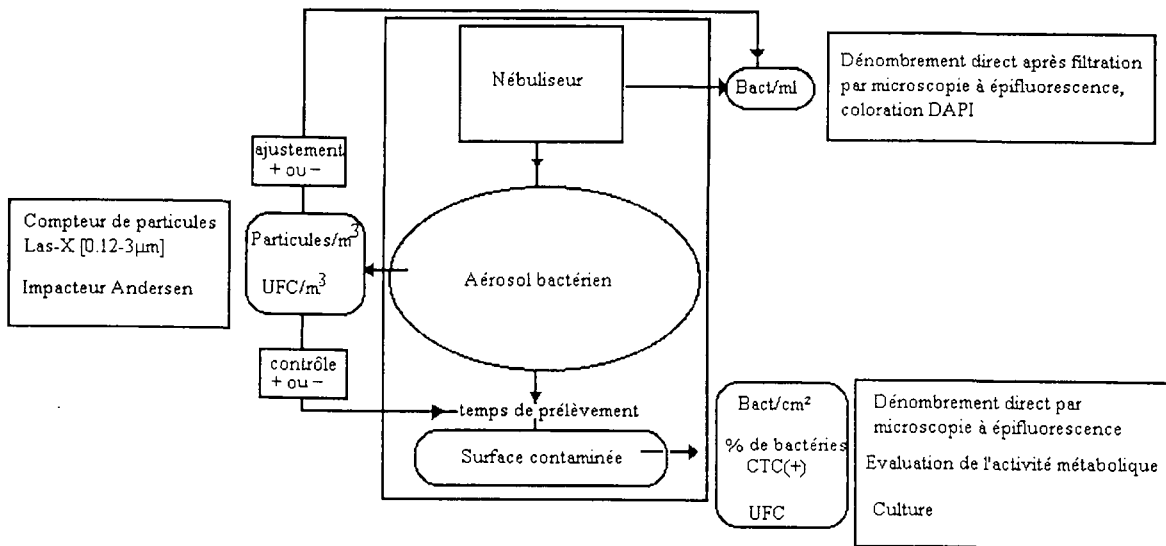 Nébuliseur
Bact/ml
Dénombrement direct après filtration
par microscopie à épifluorescence,
coloration DAPI
ajustement
+ ou -
Compteur de particules
Las-X [0.12-3µm]
Impacteur Andersen
Particules/m³
UFC/m³
Aérosol bactérien
contrôle
+ ou -
temps de prélèvement
Surface contaminée
Bact/cm²
% de bactéries
CTC(+)
UFC
Dénombrement direct par
microscopie à épifluorescence
Evaluation de l'activité métabolique
Culture